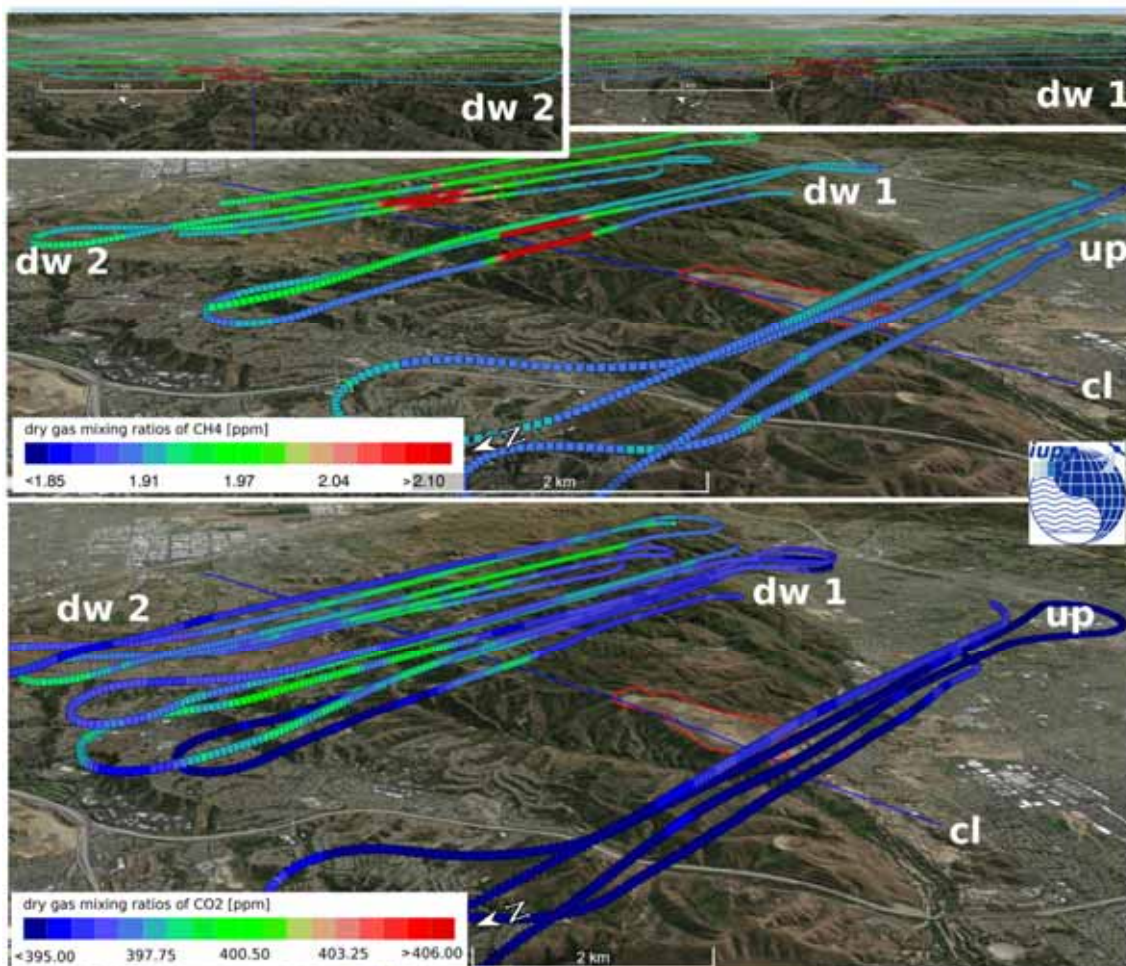 dw 2
dw 1
dw 2
dw 1
up
cl
dry gas mixing ratios of CH4 [ppm]
<1.85 1.91 1.97 2.04 >2.10
Z
2 km
iup
dw 2
dw 1
up
cl
dry gas mixing ratios of CO2 [ppm]
<395.00 397.75 400.50 403.25 >406.00
Z
2 km